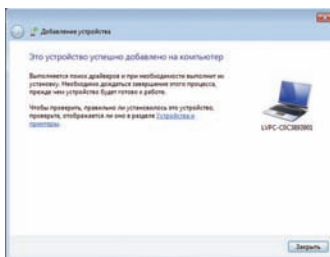 Добавление устройства
Это устройство успешно добавлено на компьютер
Выполняется поиск драйверов и при необходимости выполнит их
установку. Необходимо дождаться завершение этого процесса,
прежде чем устройство будет готово к работе.
Чтобы проверить, правильно ли установилось это устройство,
проверьте, отображается ли оно в разделе Устройства и
принтеры.
Закрыть